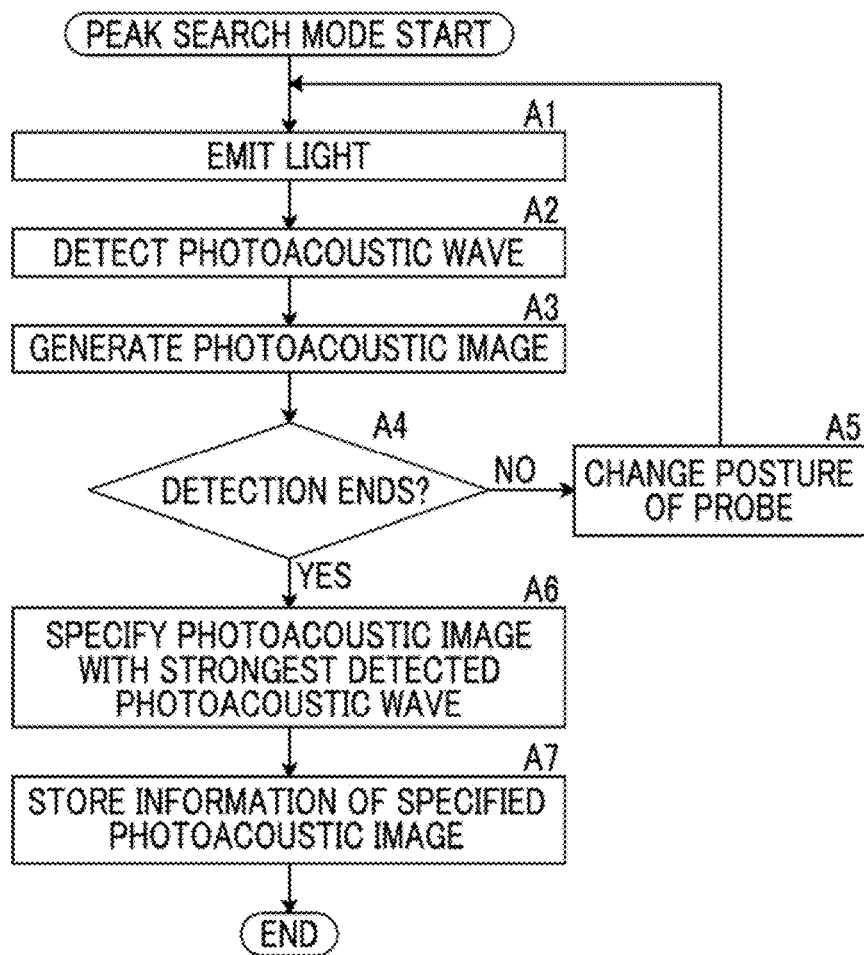 PEAK SEARCH MODE START
A1
EMIT LIGHT
A2
DETECT PHOTOACOUSTIC WAVE
A3
GENERATE PHOTOACOUSTIC IMAGE
A4
DETECTION ENDS?
NO
A5
CHANGE POSTURE
OF PROBE
YES
A6
SPECIFY PHOTOACOUSTIC IMAGE
WITH STRONGEST DETECTED
PHOTOACOUSTIC WAVE
A7
STORE INFORMATION OF SPECIFIED
PHOTOACOUSTIC IMAGE
END